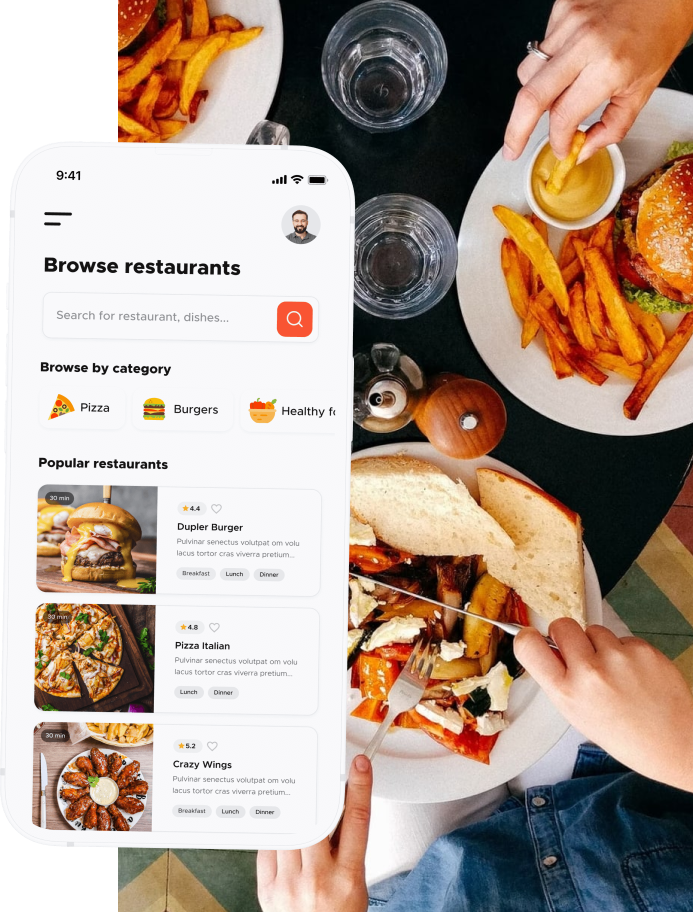 9:41
Browse restaurants
Search for restaurant, dishes...
Browse by category
Pizza Burgers Healthy fo
Popular restaurants
30 min
4.4
Dupler Burger
Pulvinar senectus volutpat om volu
lacus tortor cras viverra pretium...
Breakfast Lunch Dinner
30 min
4.8
Pizza Italian
Pulvinar senectus volutpat om volu
lacus tortor cras viverra pretium...
Lunch Dinner
30 min
5.2
Crazy Wings
Pulvinar senectus volutpat om volu
lacus tortor cras viverra pretium...
Breakfast Lunch Dinner